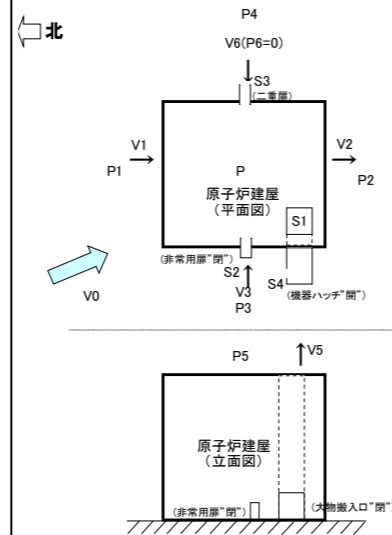 P4
北
V6(P6=0)
S3
(二重扉)
V1
V2
P1
P
P2
原子炉建屋
(平面図)
S1
(非常用扉"閉")
S2
S4
V0
V3
(機器ハッチ"開")
P3
P5
V5
原子炉建屋
(立面図)
(非常用扉"閉")
(大物搬入口"閉"